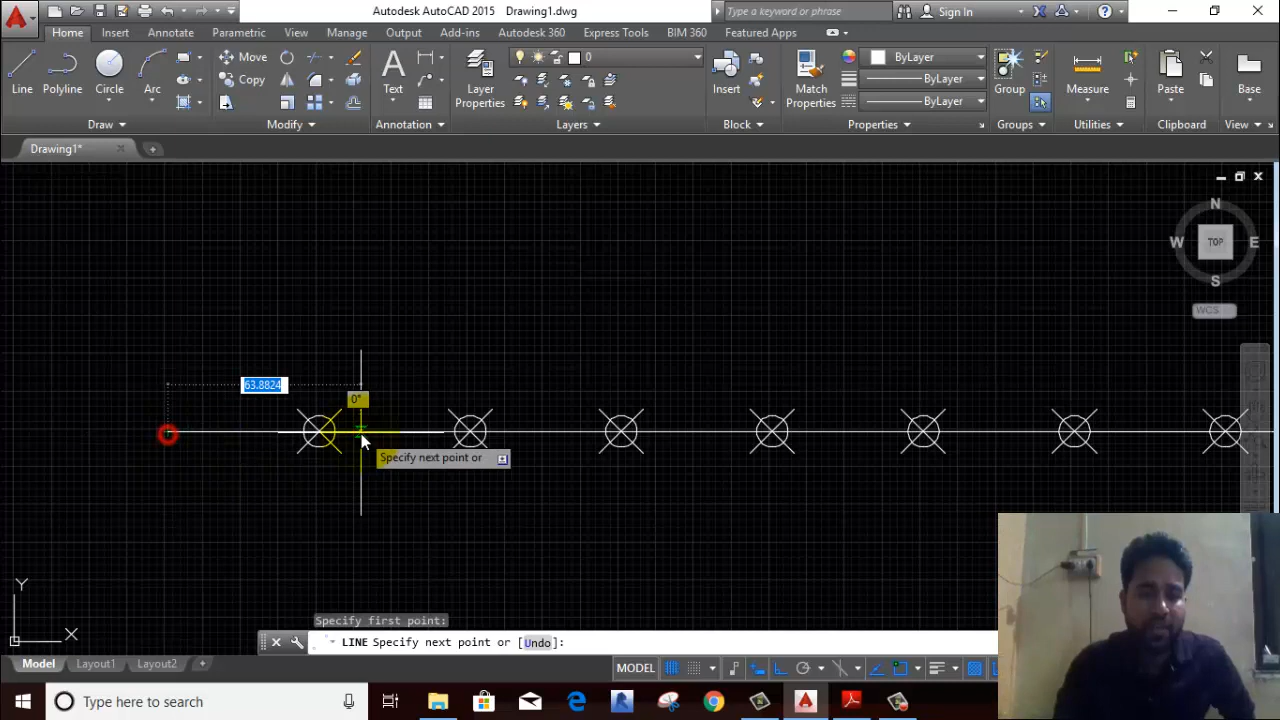 Autodesk AutoCAD 2015 Drawing1.dwg
Type a keyword or phrase
Sign In
Home Insert Annotate Parametric View Manage Output Add-ins Autodesk 360 Express Tools BIM 360 Featured Apps
Line Polyline Circle Arc
Move
Copy
Text
Layer Properties
0
Insert
Match Properties
ByLayer
ByLayer
ByLayer
Group
Measure
Paste
Base
Draw Modify Annotation Layers Block Properties Groups Utilities Clipboard View
Drawing1*
N
W TOP E
S
WCS
63.8824
0°
Specify next point or
Y
X
Specify first point:
LINE Specify next point or [Undo]:
Model Layout1 Layout2
MODEL
Type here to search